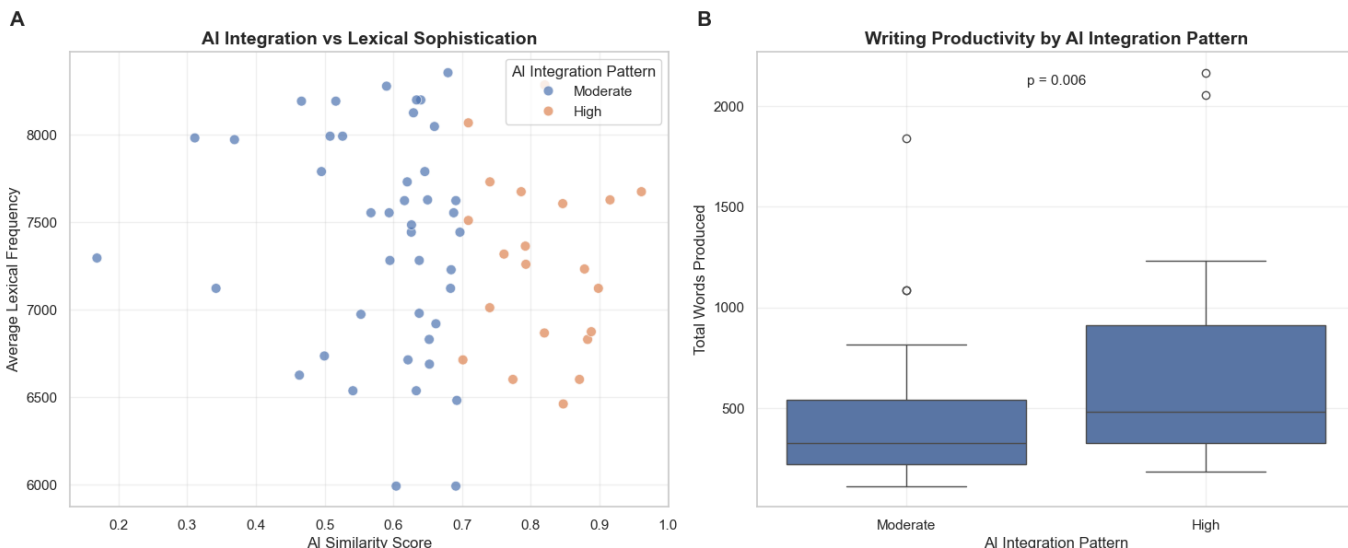 A
AI Integration vs Lexical Sophistication
AI Integration Pattern
Moderate
High
Average Lexical Frequency
8000
7500
7000
6500
6000
0.2 0.3 0.4 0.5 0.6 0.7 0.8 0.9 1.0
AI Similarity Score
B
Writing Productivity by AI Integration Pattern
p = 0.006
Total Words Produced
2000
1500
1000
500
Moderate High
AI Integration Pattern